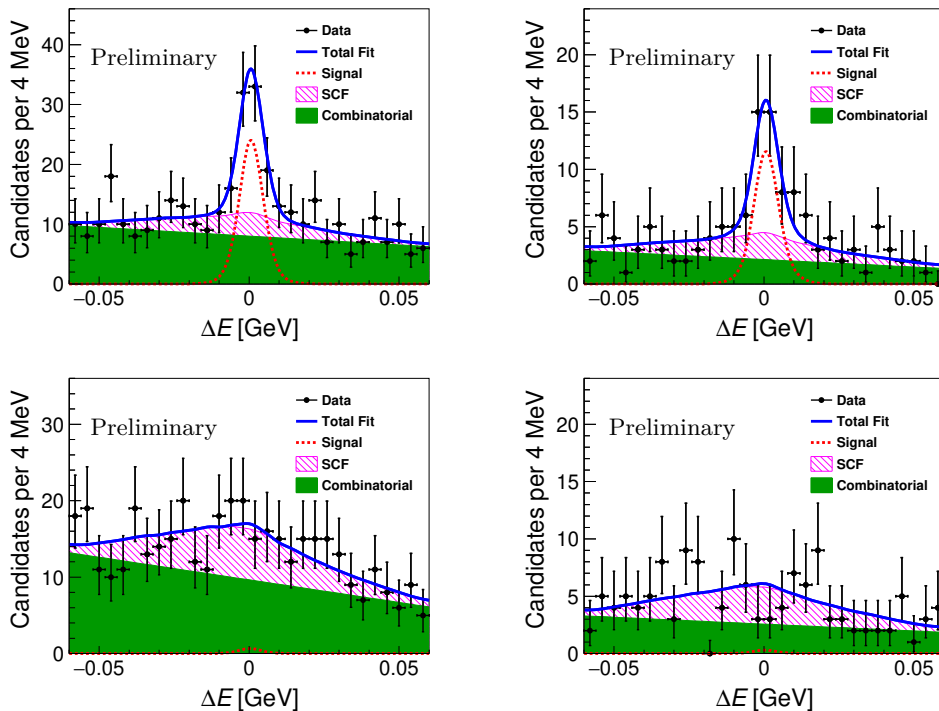 Candidates per 4 MeV
40
30
20
10
0
Preliminary
Data
Total Fit
Signal
SCF
Combinatorial
−0.05
0
0.05
ΔE [GeV]
Candidates per 4 MeV
20
15
10
5
0
Preliminary
Data
Total Fit
Signal
SCF
Combinatorial
−0.05
0
0.05
ΔE [GeV]
Candidates per 4 MeV
30
20
10
0
Preliminary
Data
Total Fit
Signal
SCF
Combinatorial
−0.05
0
0.05
ΔE [GeV]
Candidates per 4 MeV
20
15
10
5
0
Preliminary
Data
Total Fit
Signal
SCF
Combinatorial
−0.05
0
0.05
ΔE [GeV]